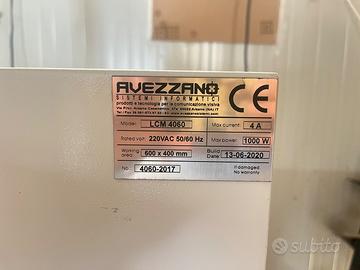 AVEZZANO
SISTEMI INFORMATICI
prodotti e tecnologie per la comunicazione visiva
CE
Model: LCM 4060 Max current: 4 A
Rated volt: 220VAC 50/60 Hz Max power: 1000 W
Working area: 600 x 400 mm Build Date: 13-06-2020
No 4060-2017 If damaged, No warranty
subito